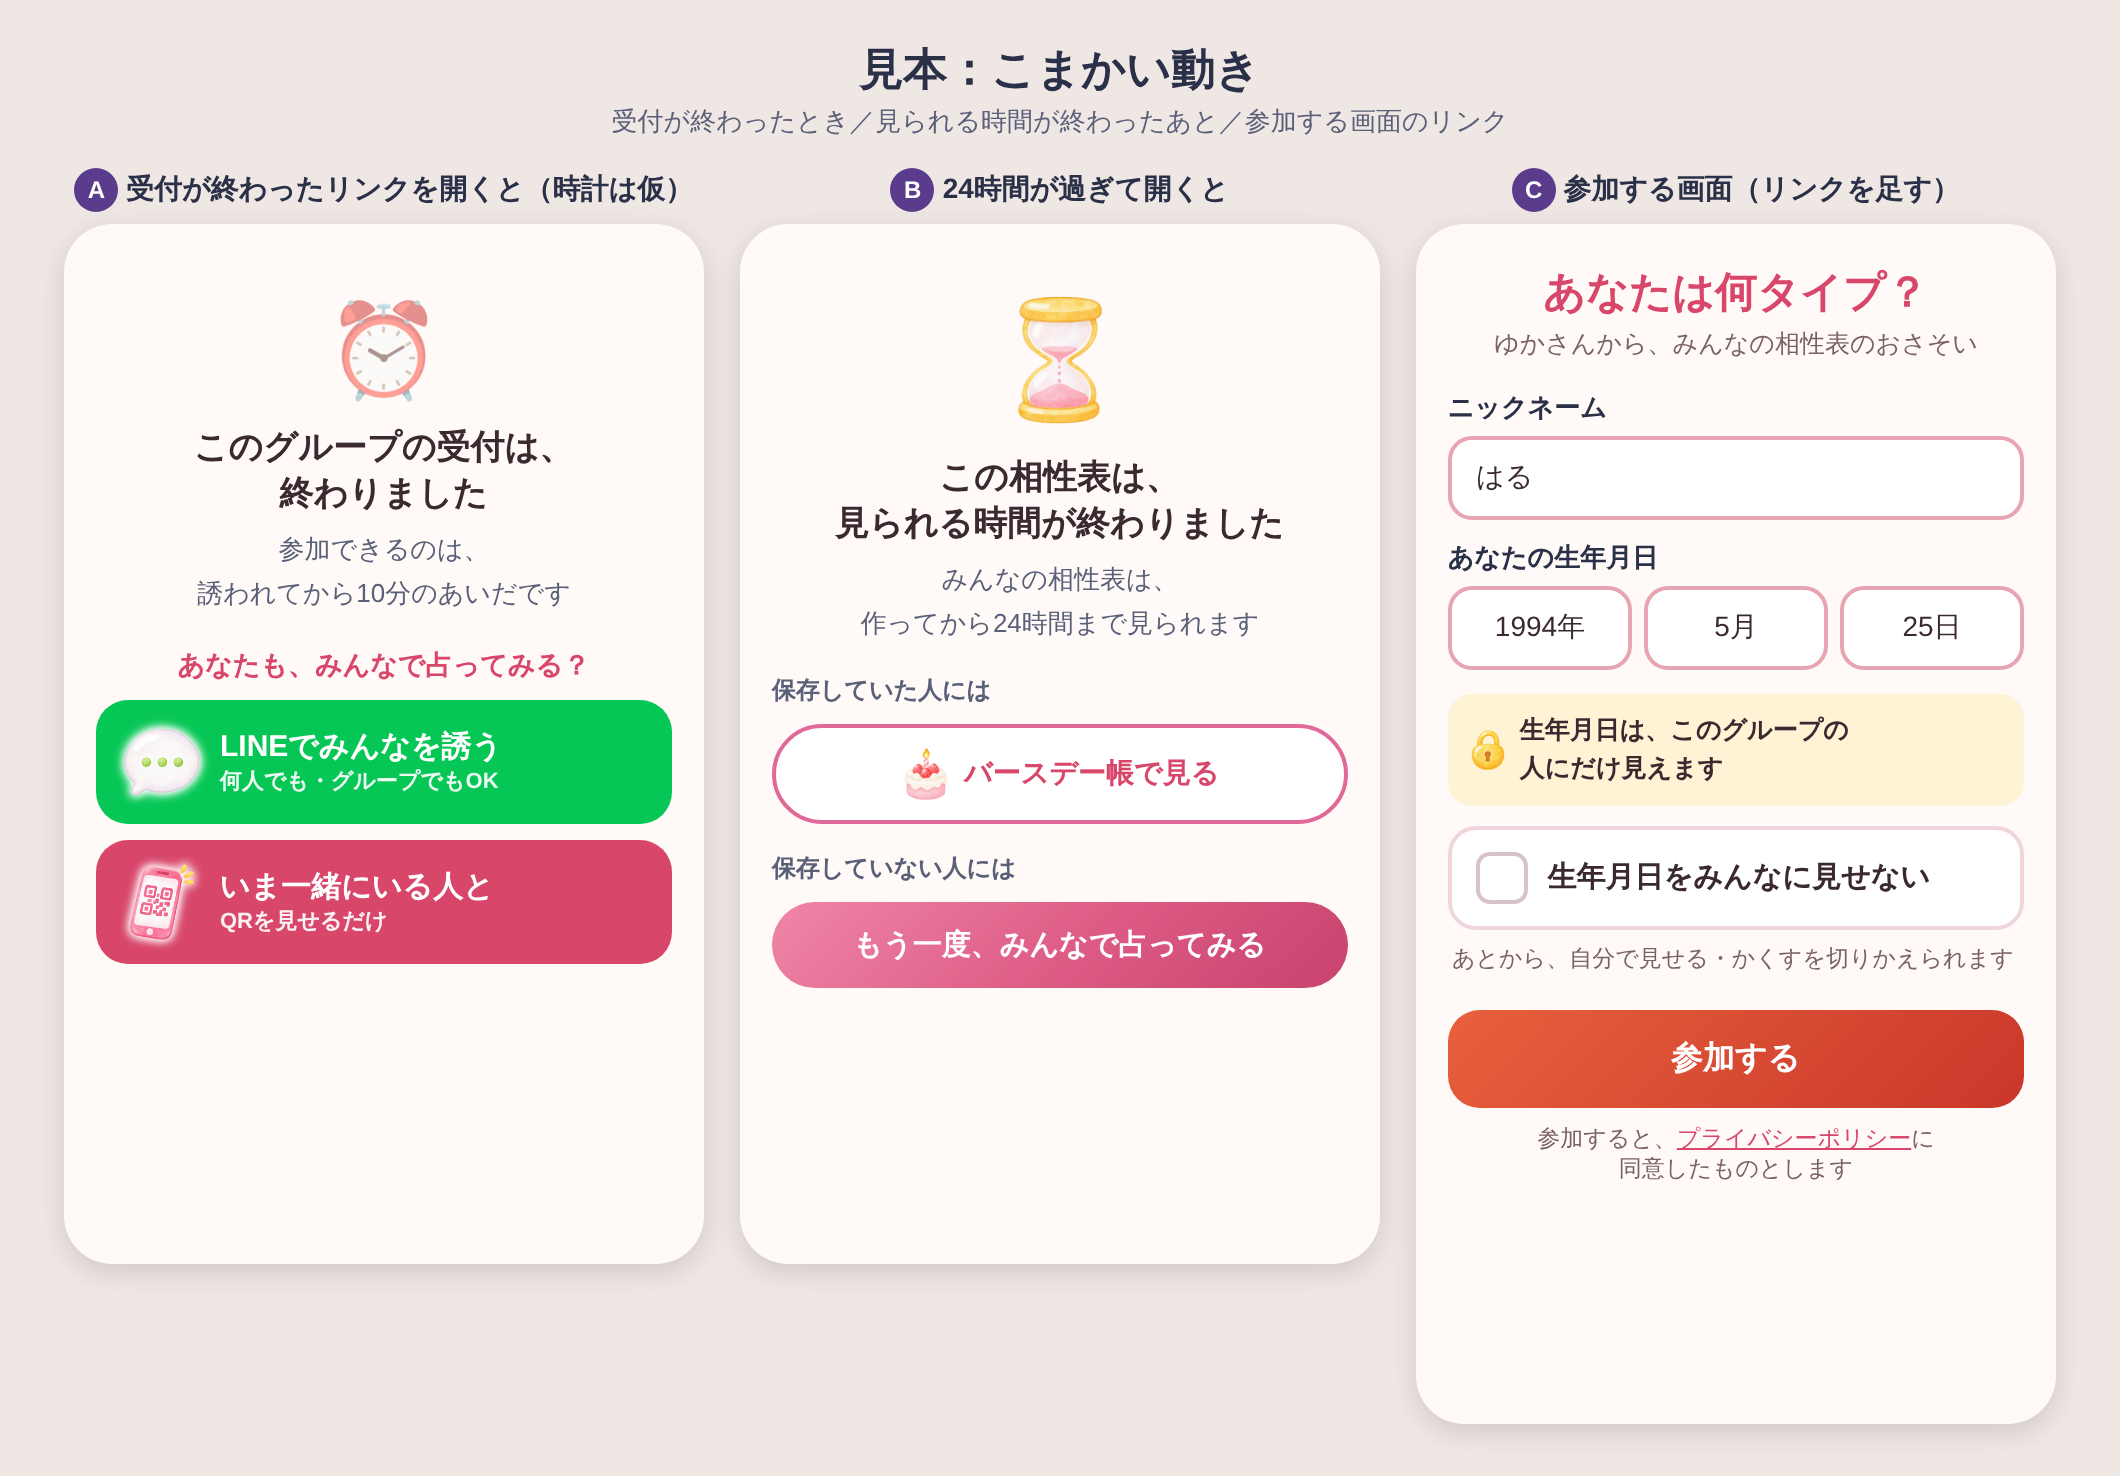 見本：こまかい動き
受付が終わったとき／見られる時間が終わったあと／参加する画面のリンク
A 受付が終わったリンクを開くと（時計は仮）
このグループの受付は、
終わりました
参加できるのは、
誘われてから10分のあいだです
あなたも、みんなで占ってみる？
LINEでみんなを誘う
何人でも・グループでもOK
いま一緒にいる人と
QRを見せるだけ
B 24時間が過ぎて開くと
この相性表は、
見られる時間が終わりました
みんなの相性表は、
作ってから24時間まで見られます
保存していた人には
バースデー帳で見る
保存していない人には
もう一度、みんなで占ってみる
C 参加する画面（リンクを足す）
あなたは何タイプ？
ゆかさんから、みんなの相性表のおさそい
ニックネーム
はる
あなたの生年月日
1994年 5月 25日
生年月日は、このグループの
人にだけ見えます
生年月日をみんなに見せない
あとから、自分で見せる・かくすを切りかえられます
参加する
参加すると、プライバシーポリシーに
同意したものとします